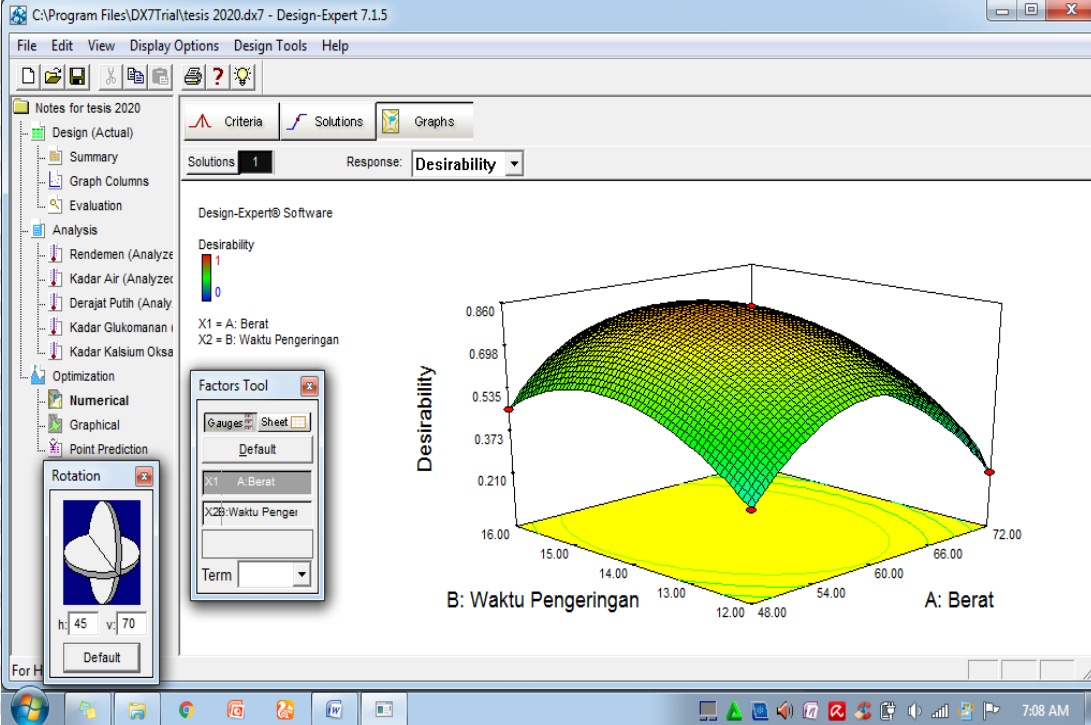 C:\Program Files\DX7Trial\tesis 2020.dx7 - Design-Expert 7.1.5
File Edit View Display Options Design Tools Help
Notes for tesis 2020
Design (Actual)
Summary
Graph Columns
Evaluation
Analysis
Rendemen (Analyze
Kadar Air (Analyzed
Derajat Putih (Analy
Kadar Glukomanan (
Kadar Kalsium Oksa
Optimization
Numerical
Graphical
Point Prediction
Criteria Solutions Graphs
Solutions 1 Response: Desirability
Design-Expert® Software
Desirability
1
0
X1 = A: Berat
X2 = B: Waktu Pengeringan
Factors Tool
Gauges Sheet
Default
X1 A:Berat
X2B:Waktu Penger
Term
Rotation
h: 45 v: 70
Default
For H
Desirability
0.860
0.698
0.535
0.373
0.210
16.00
15.00
14.00
13.00
12.00
48.00
54.00
60.00
66.00
72.00
B: Waktu Pengeringan
A: Berat
7:08 AM